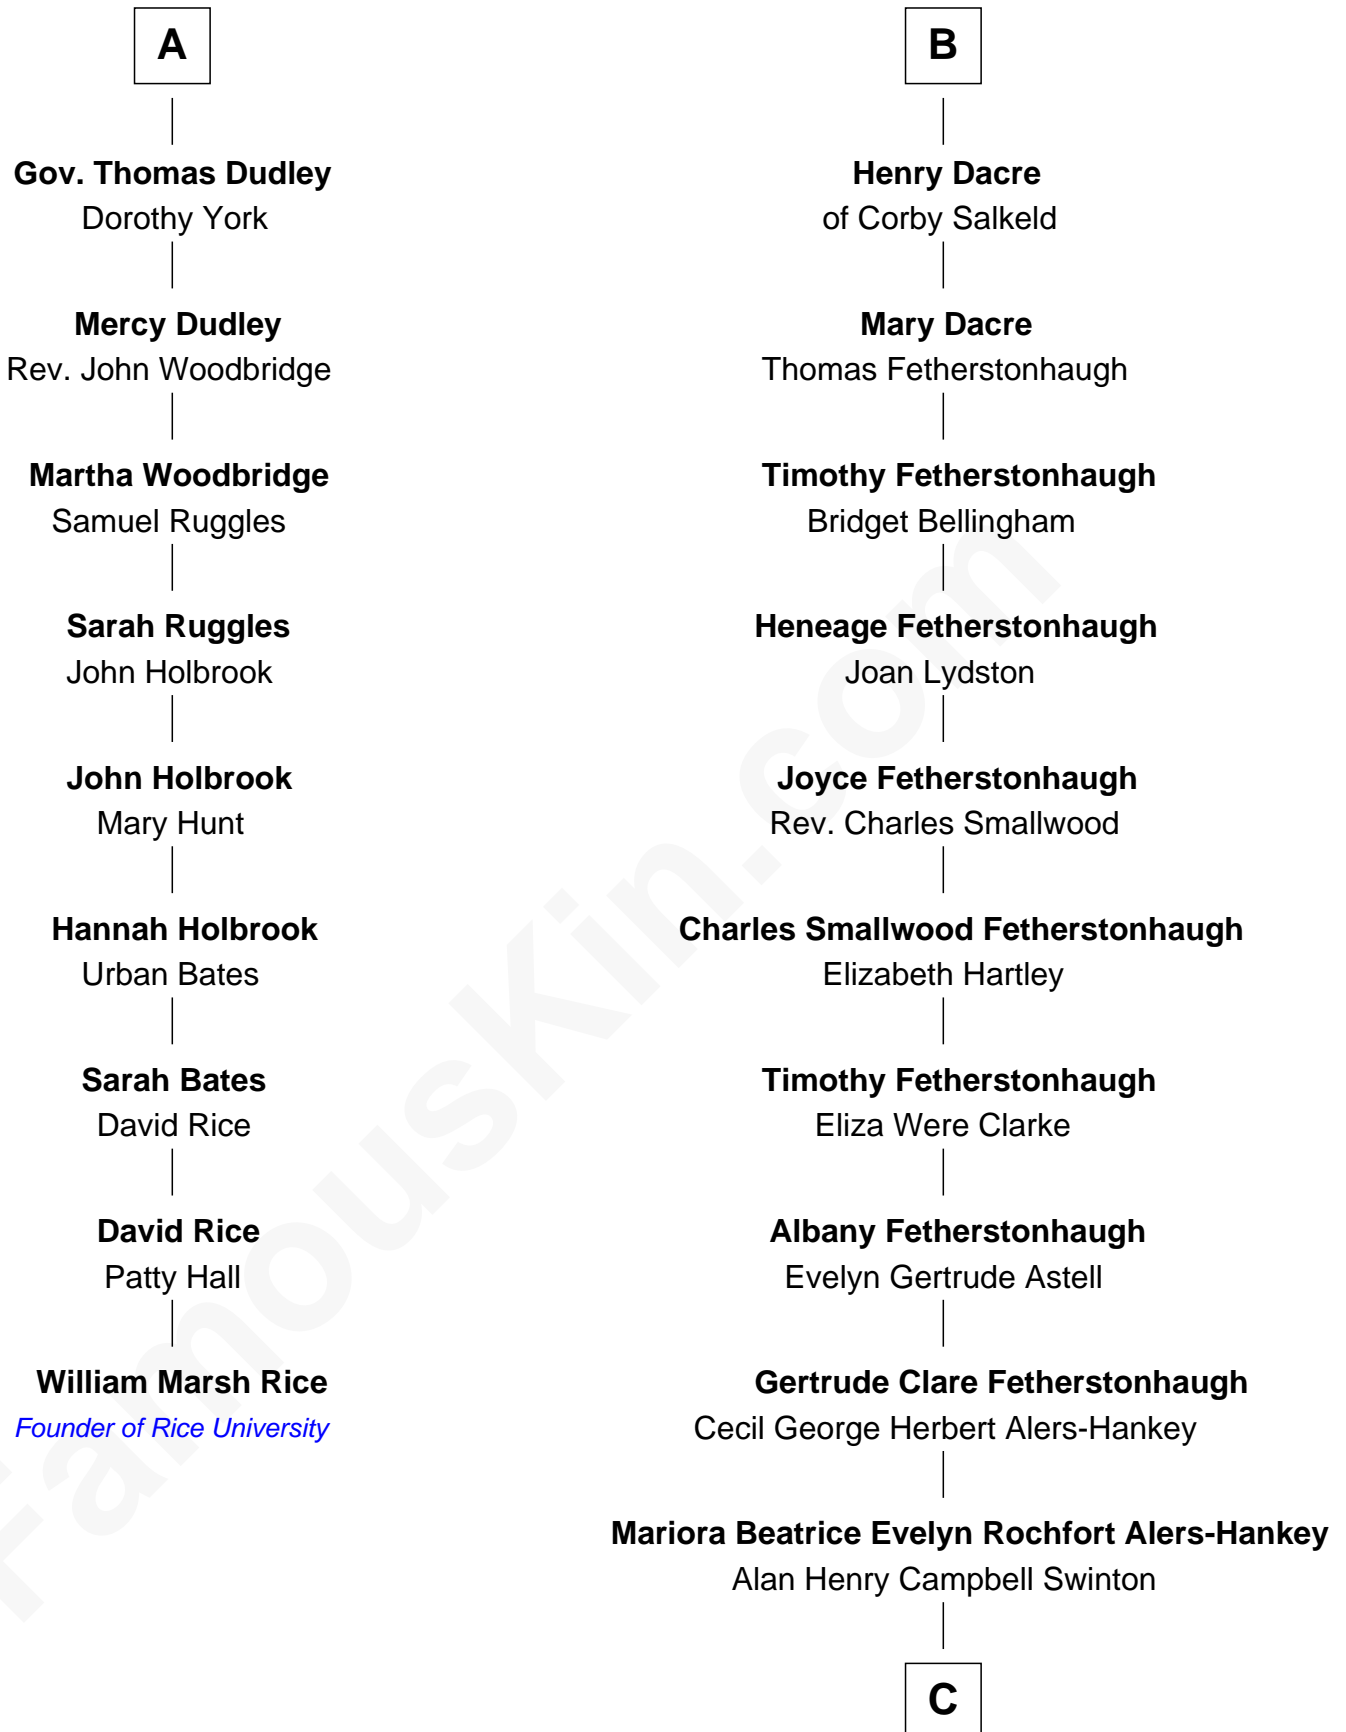 A
Gov. Thomas Dudley
Dorothy York
Mercy Dudley
Rev. John Woodbridge
Martha Woodbridge
Samuel Ruggles
Sarah Ruggles
John Holbrook
John Holbrook
Mary Hunt
Hannah Holbrook
Urban Bates
Sarah Bates
David Rice
David Rice
Patty Hall
William Marsh Rice
Founder of Rice University
B
Henry Dacre
of Corby Salkeld
Mary Dacre
Thomas Fetherstonhaugh
Timothy Fetherstonhaugh
Bridget Bellingham
Heneage Fetherstonhaugh
Joan Lydston
Joyce Fetherstonhaugh
Rev. Charles Smallwood
Charles Smallwood Fetherstonhaugh
Elizabeth Hartley
Timothy Fetherstonhaugh
Eliza Were Clarke
Albany Fetherstonhaugh
Evelyn Gertrude Astell
Gertrude Clare Fetherstonhaugh
Cecil George Herbert Alers-Hankey
Mariora Beatrice Evelyn Rochfort Alers-Hankey
Alan Henry Campbell Swinton
C
FamousKin.com